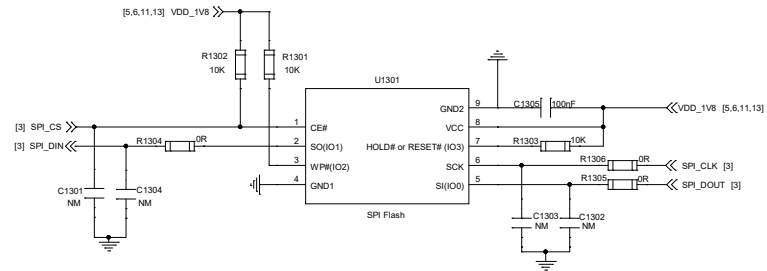 [5,6,11,13] VDD_1V8
R1302
10K
R1301
10K
U1301
GND2
9
C1305
100nF
VDD_1V8 [5,6,11,13]
[3] SPI_CS
1
CE#
VCC
8
[3] SPI_DIN
R1304
0R
2
SO(IO1)
HOLD# or RESET# (IO3)
7
R1303
10K
3
WP#(IO2)
SCK
6
R1306
0R
SPI_CLK [3]
4
GND1
SI(IO0)
5
R1305
0R
SPI_DOUT [3]
C1301
NM
C1304
NM
SPI Flash
C1303
NM
C1302
NM